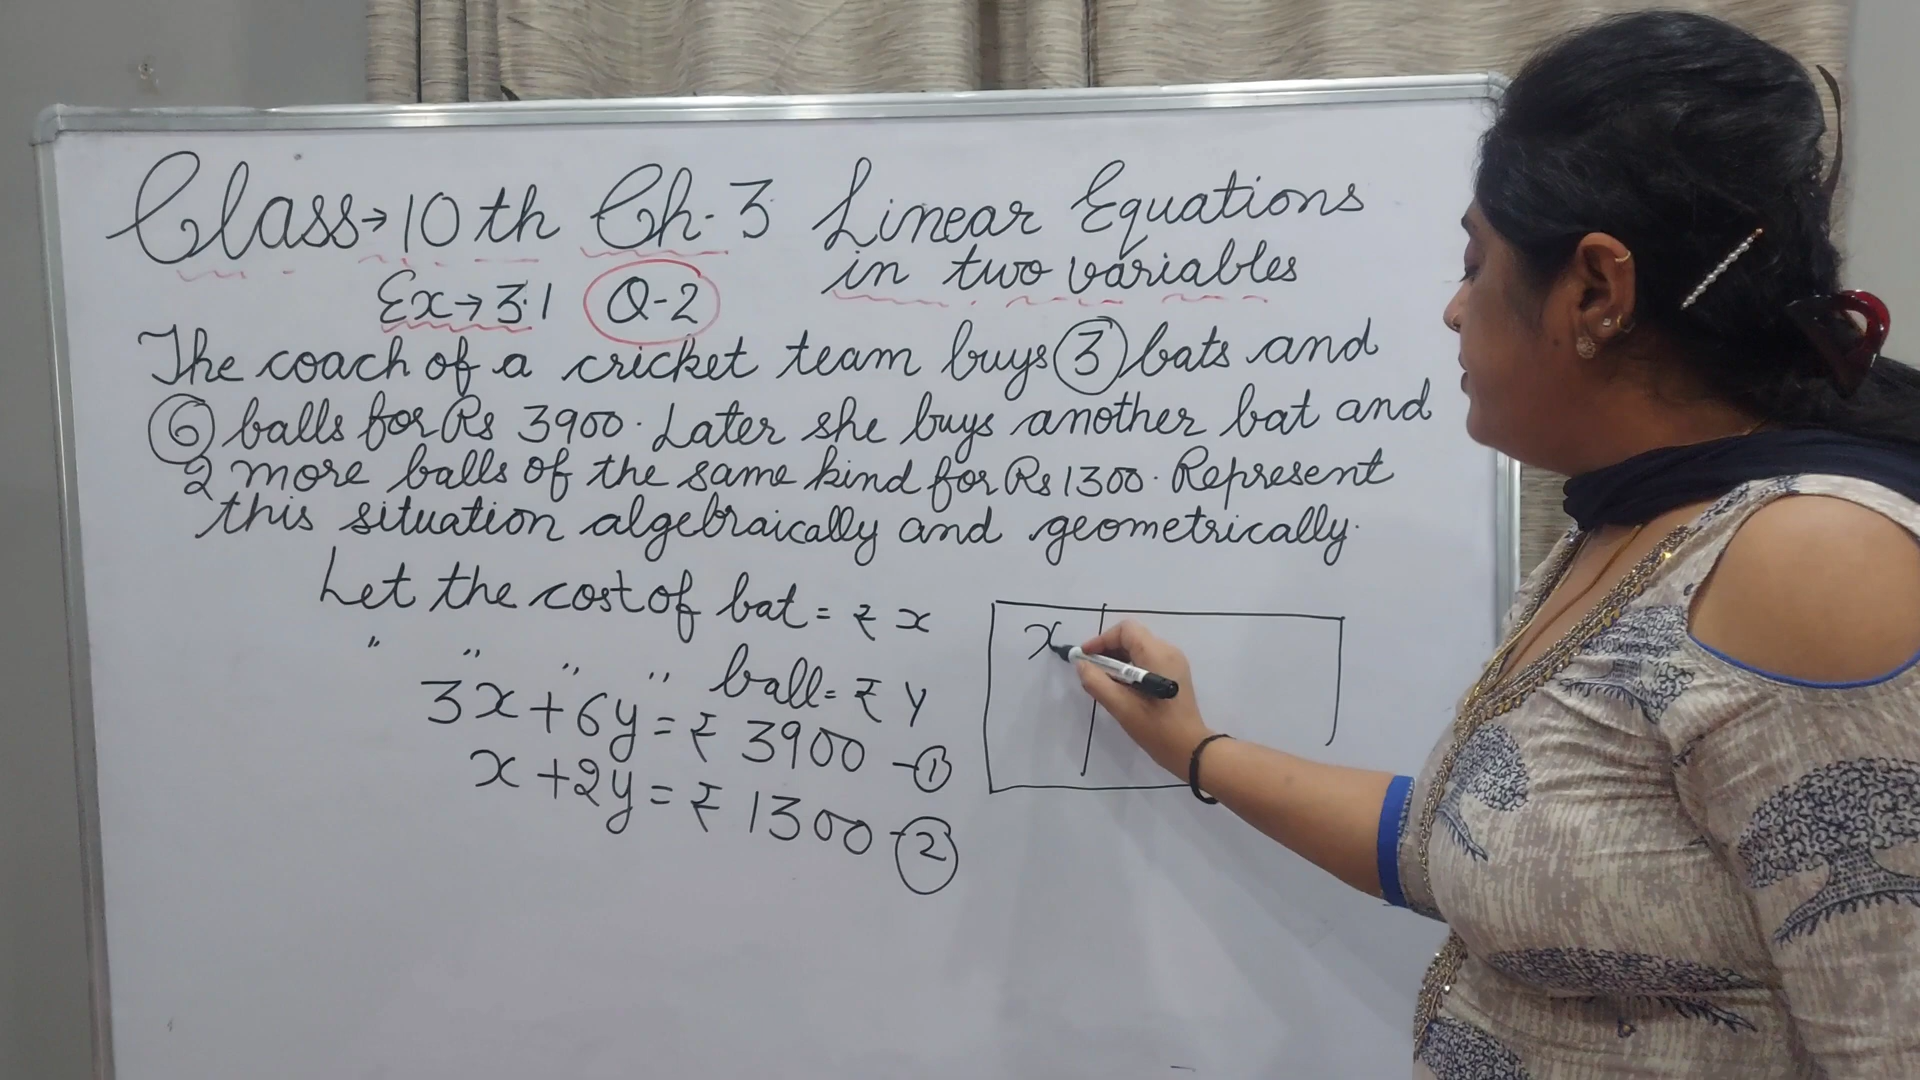 Class→10th Ch.3 Linear Equations
in two variables
Ex→3.1 Q-2
The coach of a cricket team buys 3 bats and
6 balls for Rs 3900. Later she buys another bat and
2 more balls of the same kind for Rs 1300. Represent
this situation algebraically and geometrically.
Let the cost of bat = ₹ x
" " " " ball = ₹ y
3x + 6y = ₹ 3900 -①
x + 2y = ₹ 1300 -②
x